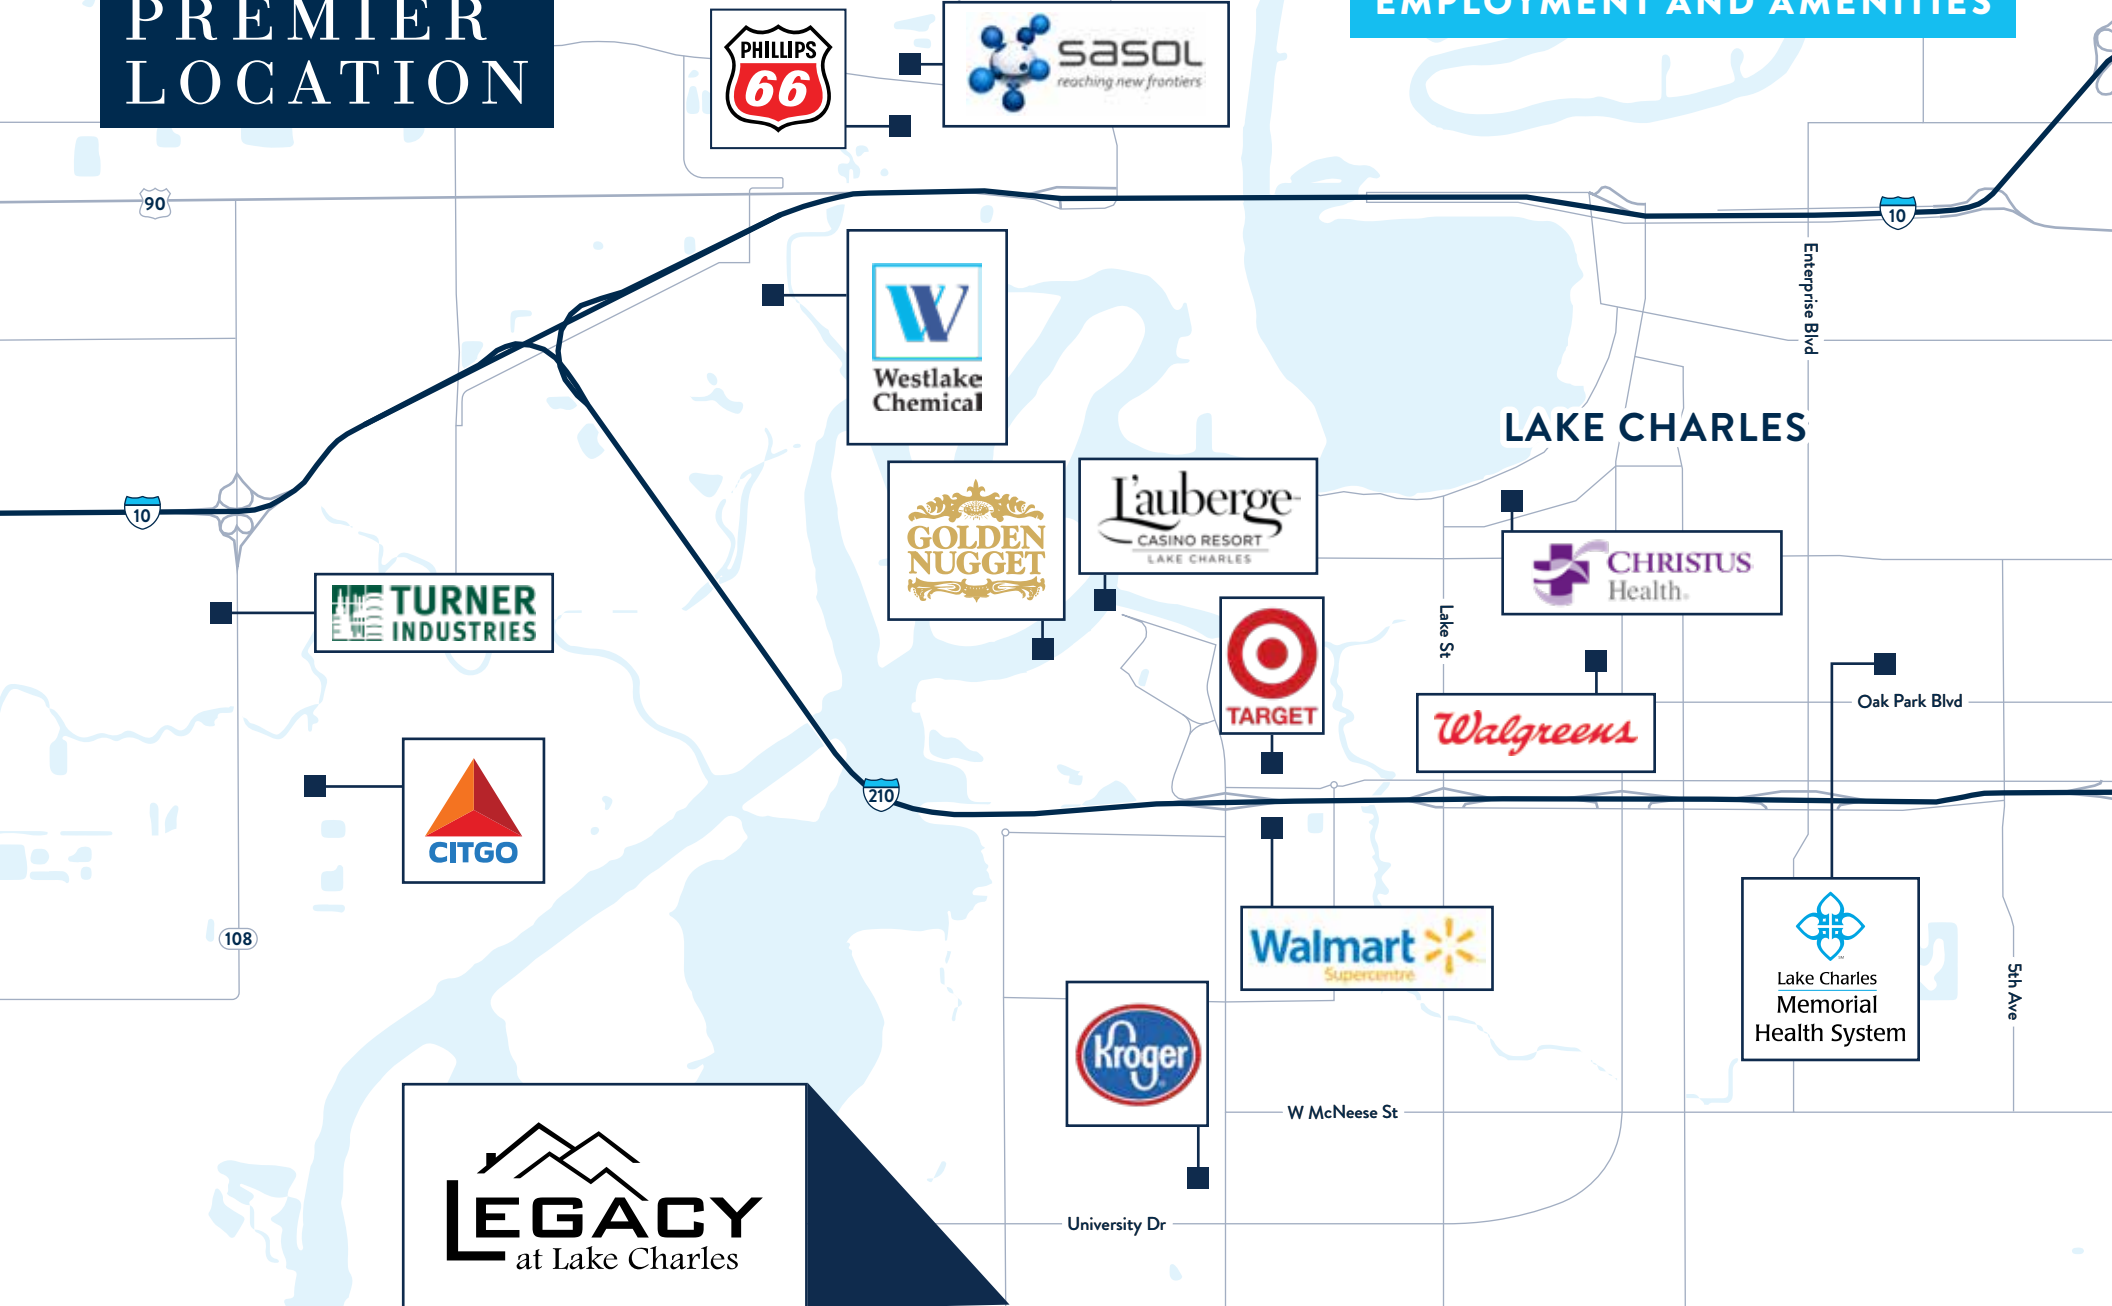 PREMIER
LOCATION
EMPLOYMENT AND AMENITIES
PHILLIPS
66
sasol
reaching new frontiers
90
10
Enterprise Blvd
Westlake
Chemical
LAKE CHARLES
10
GOLDEN
NUGGET
L'auberge
CASINO RESORT
LAKE CHARLES
CHRISTUS
Health
TURNER
INDUSTRIES
Lake St
TARGET
Walgreens
Oak Park Blvd
CITGO
210
108
Walmart
Supercentre
Lake Charles
Memorial
Health System
5th Ave
Kroger
W McNeese St
LEGACY
at Lake Charles
University Dr